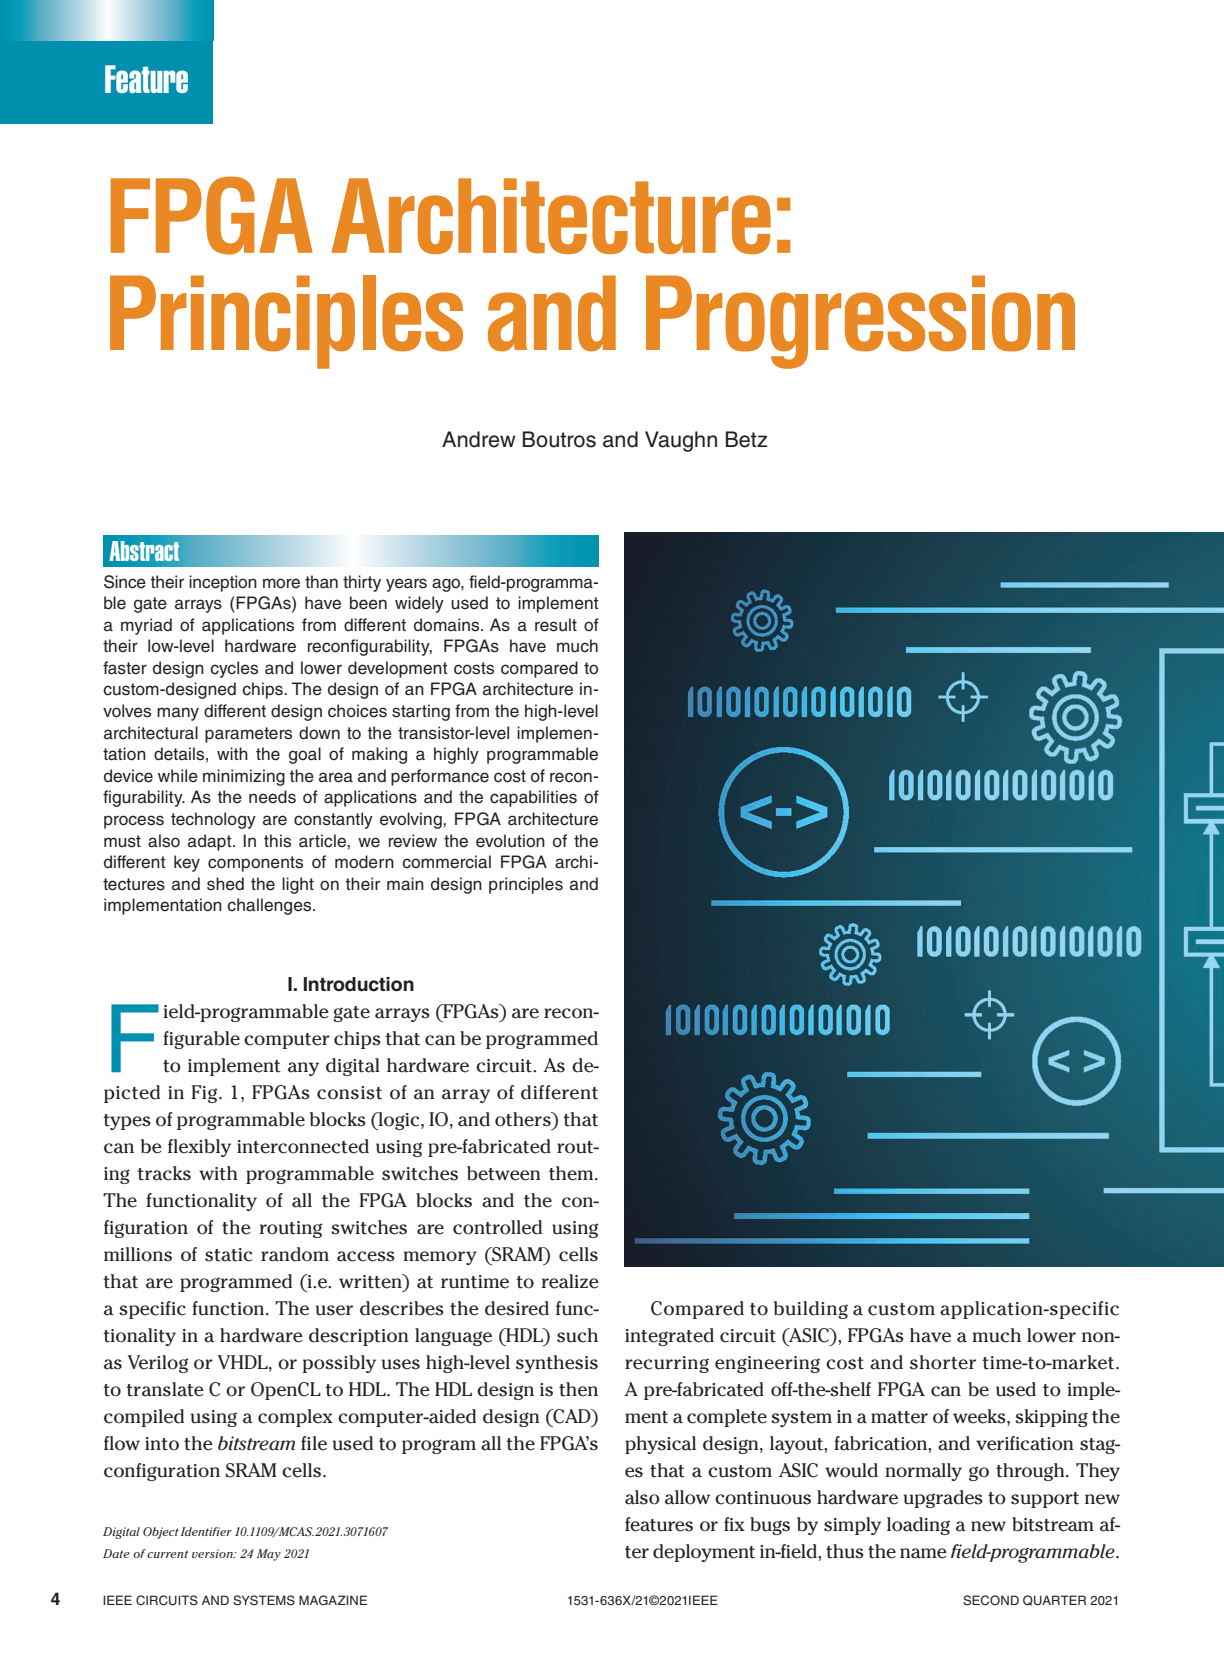 Feature
FPGA Architecture:
Principles and Progression
Andrew Boutros and Vaughn Betz
Abstract
Since their inception more than thirty years ago, field-programma-
ble gate arrays (FPGAs) have been widely used to implement
a myriad of applications from different domains. As a result of
their low-level hardware reconfigurability, FPGAs have much
faster design cycles and lower development costs compared to
custom-designed chips. The design of an FPGA architecture in-
volves many different design choices starting from the high-level
architectural parameters down to the transistor-level implemen-
tation details, with the goal of making a highly programmable
device while minimizing the area and performance cost of recon-
figurability. As the needs of applications and the capabilities of
process technology are constantly evolving, FPGA architecture
must also adapt. In this article, we review the evolution of the
different key components of modern commercial FPGA archi-
tectures and shed the light on their main design principles and
implementation challenges.
I. Introduction
Field-programmable gate arrays (FPGAs) are recon-
figurable computer chips that can be programmed
to implement any digital hardware circuit. As de-
picted in Fig. 1, FPGAs consist of an array of different
types of programmable blocks (logic, IO, and others) that
can be flexibly interconnected using pre-fabricated rout-
ing tracks with programmable switches between them.
The functionality of all the FPGA blocks and the con-
figuration of the routing switches are controlled using
millions of static random access memory (SRAM) cells
that are programmed (i.e. written) at runtime to realize
a specific function. The user describes the desired func-
tionality in a hardware description language (HDL) such
as Verilog or VHDL, or possibly uses high-level synthesis
to translate C or OpenCL to HDL. The HDL design is then
compiled using a complex computer-aided design (CAD)
flow into the bitstream file used to program all the FPGA's
configuration SRAM cells.
Digital Object Identifier 10.1109/MCAS.2021.3071607
Date of current version: 24 May 2021
1010101010101010
1010101010101010
<->
1010101010101010
1010101010101010
< >
Compared to building a custom application-specific
integrated circuit (ASIC), FPGAs have a much lower non-
recurring engineering cost and shorter time-to-market.
A pre-fabricated off-the-shelf FPGA can be used to imple-
ment a complete system in a matter of weeks, skipping the
physical design, layout, fabrication, and verification stag-
es that a custom ASIC would normally go through. They
also allow continuous hardware upgrades to support new
features or fix bugs by simply loading a new bitstream af-
ter deployment in-field, thus the name field-programmable.
4 IEEE CIRCUITS AND SYSTEMS MAGAZINE 1531-636X/21©2021IEEE SECOND QUARTER 2021